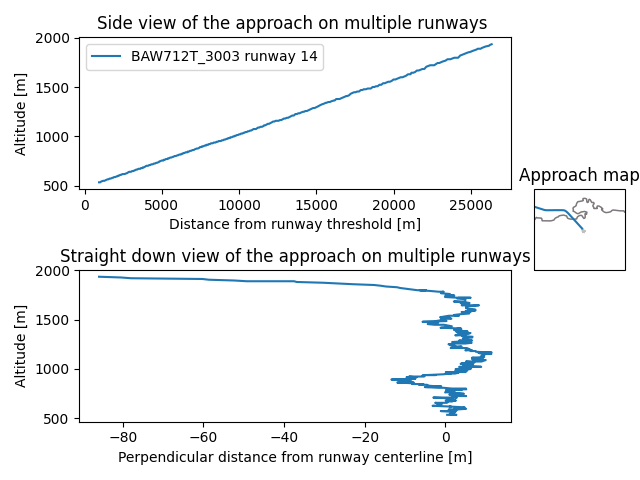 Side view of the approach on multiple runways
2000
1500
1000
500
Altitude [m]
BAW712T_3003 runway 14
0 5000 10000 15000 20000 25000
Distance from runway threshold [m]
Approach map
Straight down view of the approach on multiple runways
2000
1500
1000
500
Altitude [m]
−80 −60 −40 −20 0
Perpendicular distance from runway centerline [m]